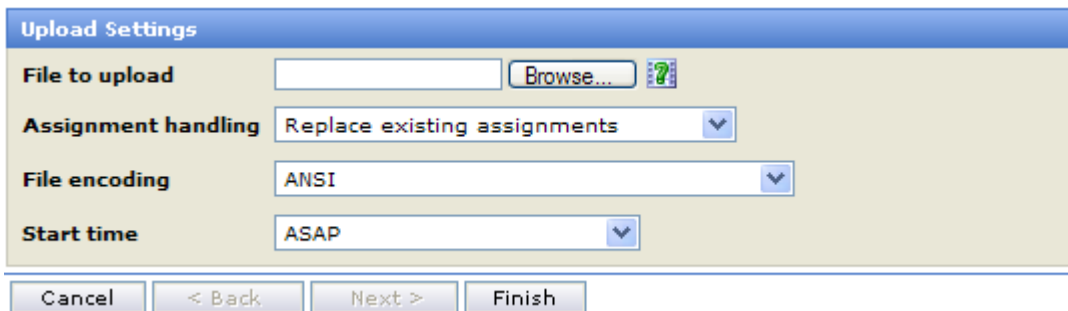 Upload Settings
File to upload Browse... ?
Assignment handling Replace existing assignments
File encoding ANSI
Start time ASAP
Cancel < Back Next > Finish